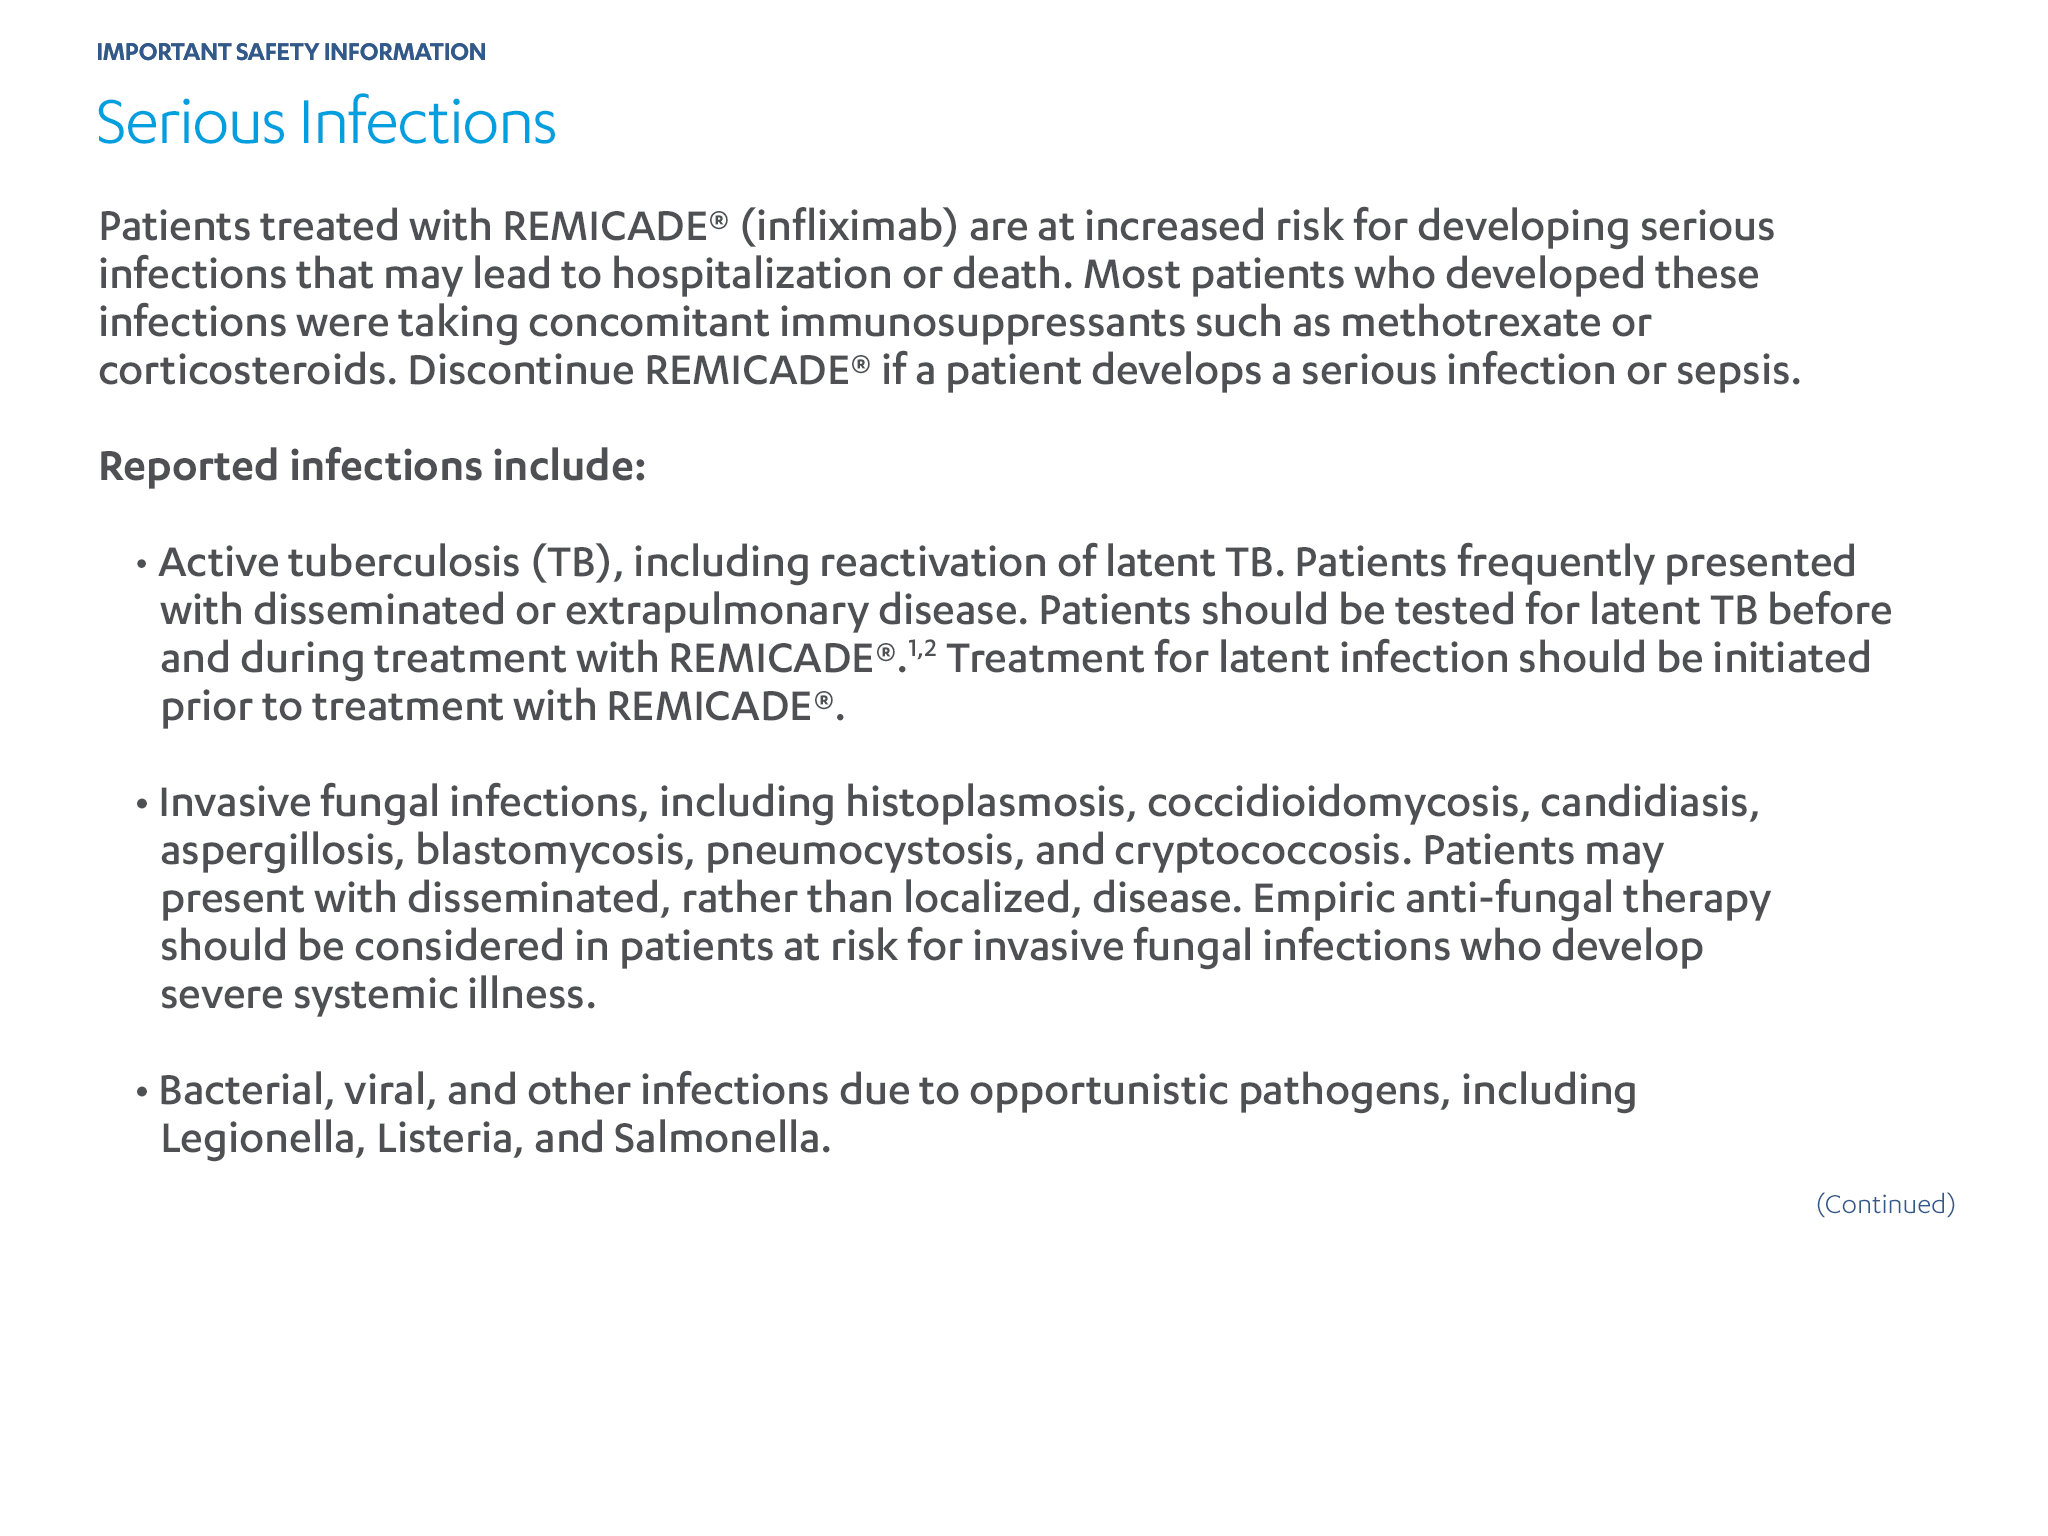 IMPORTANT SAFETY INFORMATION
Serious Infections
Patients treated with REMICADE® (infliximab) are at increased risk for developing serious
infections that may lead to hospitalization or death. Most patients who developed these
infections were taking concomitant immunosuppressants such as methotrexate or
corticosteroids. Discontinue REMICADE® if a patient develops a serious infection or sepsis.
Reported infections include:
• Active tuberculosis (TB), including reactivation of latent TB. Patients frequently presented
with disseminated or extrapulmonary disease. Patients should be tested for latent TB before
and during treatment with REMICADE®.1,2 Treatment for latent infection should be initiated
prior to treatment with REMICADE®.
• Invasive fungal infections, including histoplasmosis, coccidioidomycosis, candidiasis,
aspergillosis, blastomycosis, pneumocystosis, and cryptococcosis. Patients may
present with disseminated, rather than localized, disease. Empiric anti-fungal therapy
should be considered in patients at risk for invasive fungal infections who develop
severe systemic illness.
• Bacterial, viral, and other infections due to opportunistic pathogens, including
Legionella, Listeria, and Salmonella.
(Continued)